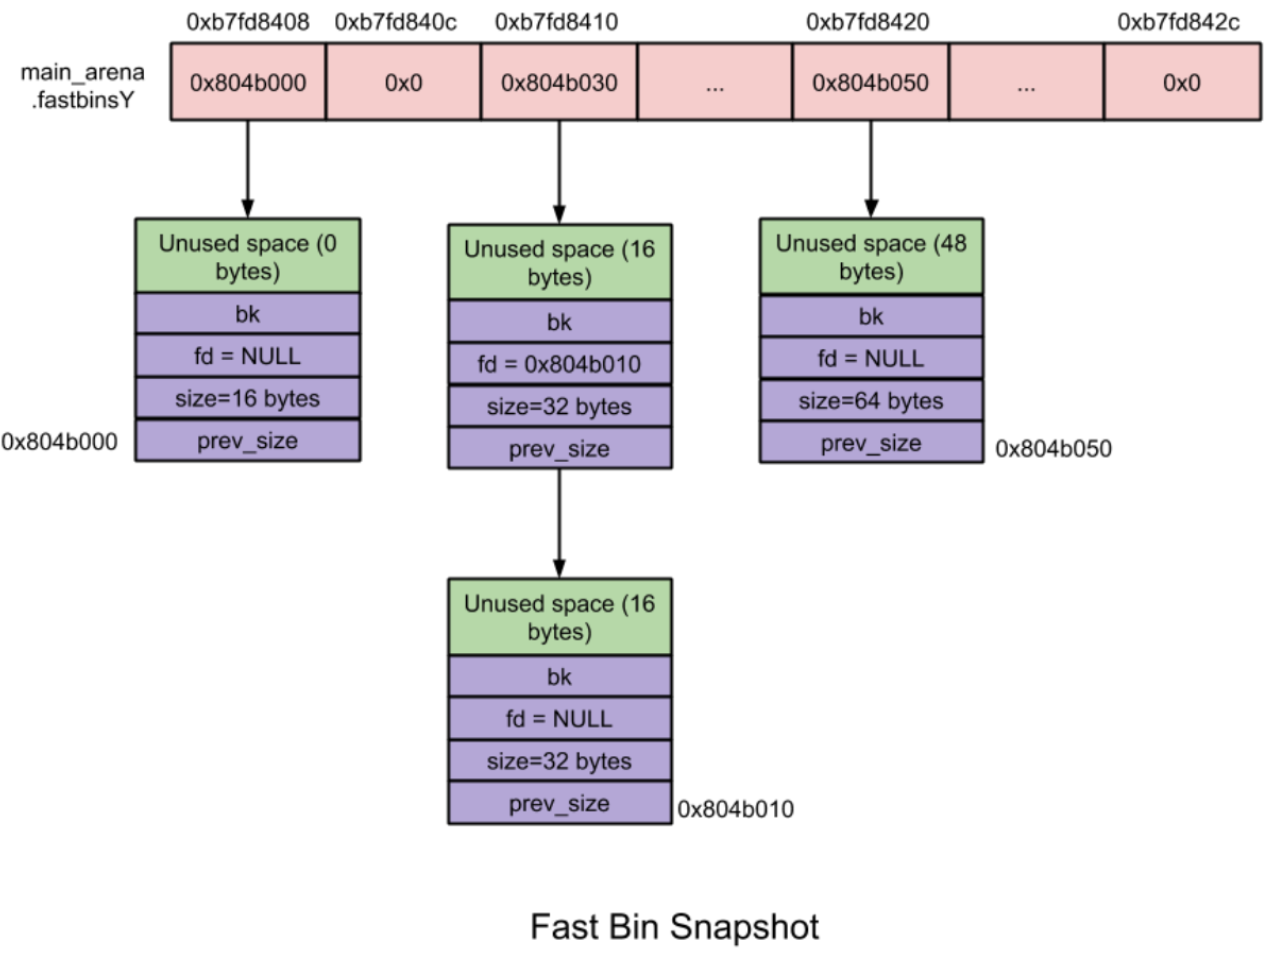 0xb7fd8408 0xb7fd840c 0xb7fd8410 0xb7fd8420 0xb7fd842c
main_arena
.fastbinsY
0x804b000 0x0 0x804b030 ... 0x804b050 ... 0x0
Unused space (0
bytes)
bk
fd = NULL
size=16 bytes
prev_size
0x804b000
Unused space (16
bytes)
bk
fd = 0x804b010
size=32 bytes
prev_size
Unused space (48
bytes)
bk
fd = NULL
size=64 bytes
prev_size
0x804b050
Unused space (16
bytes)
bk
fd = NULL
size=32 bytes
prev_size
0x804b010
Fast Bin Snapshot